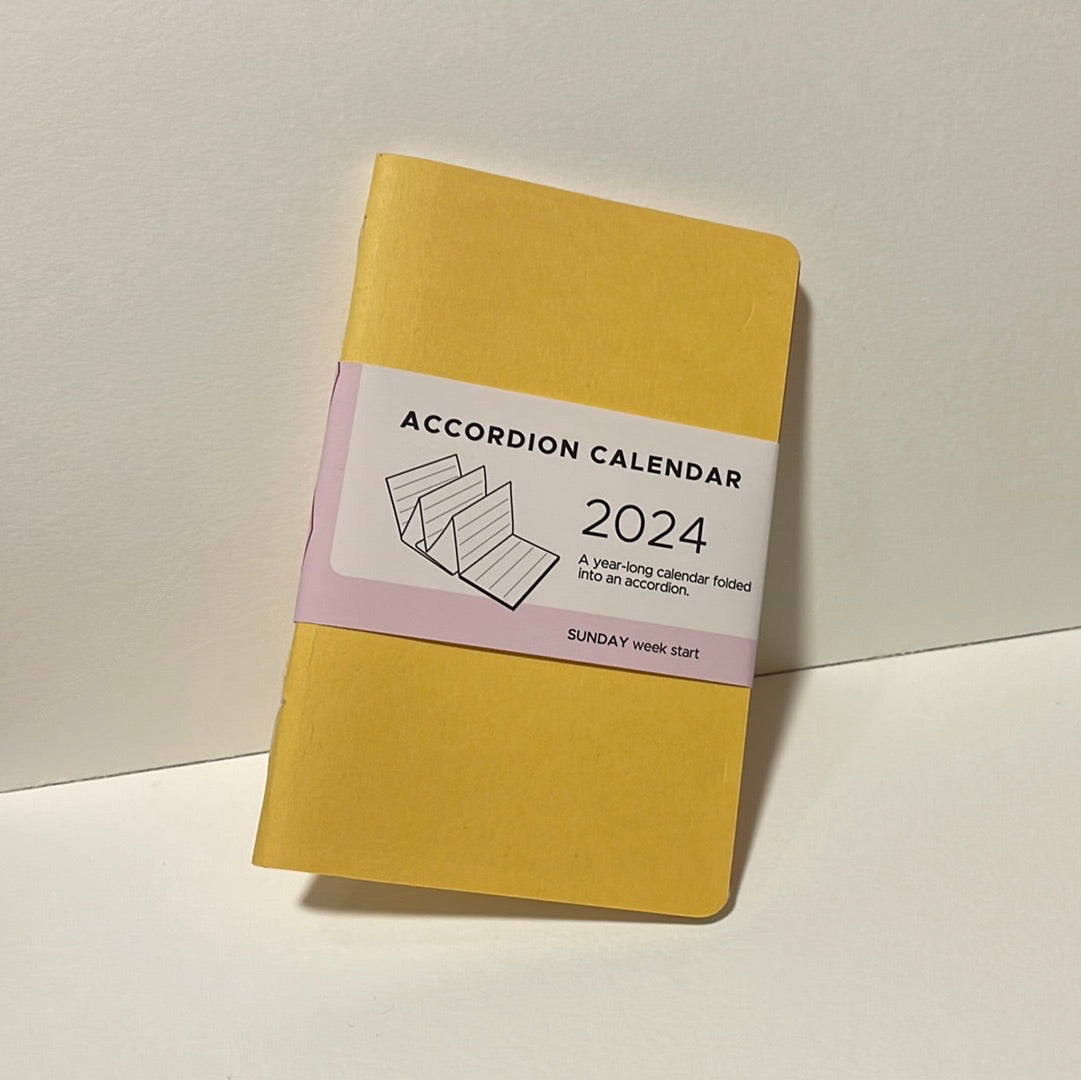 ACCORDION CALENDAR
2024
A year-long calendar folded
into an accordion.
SUNDAY week start